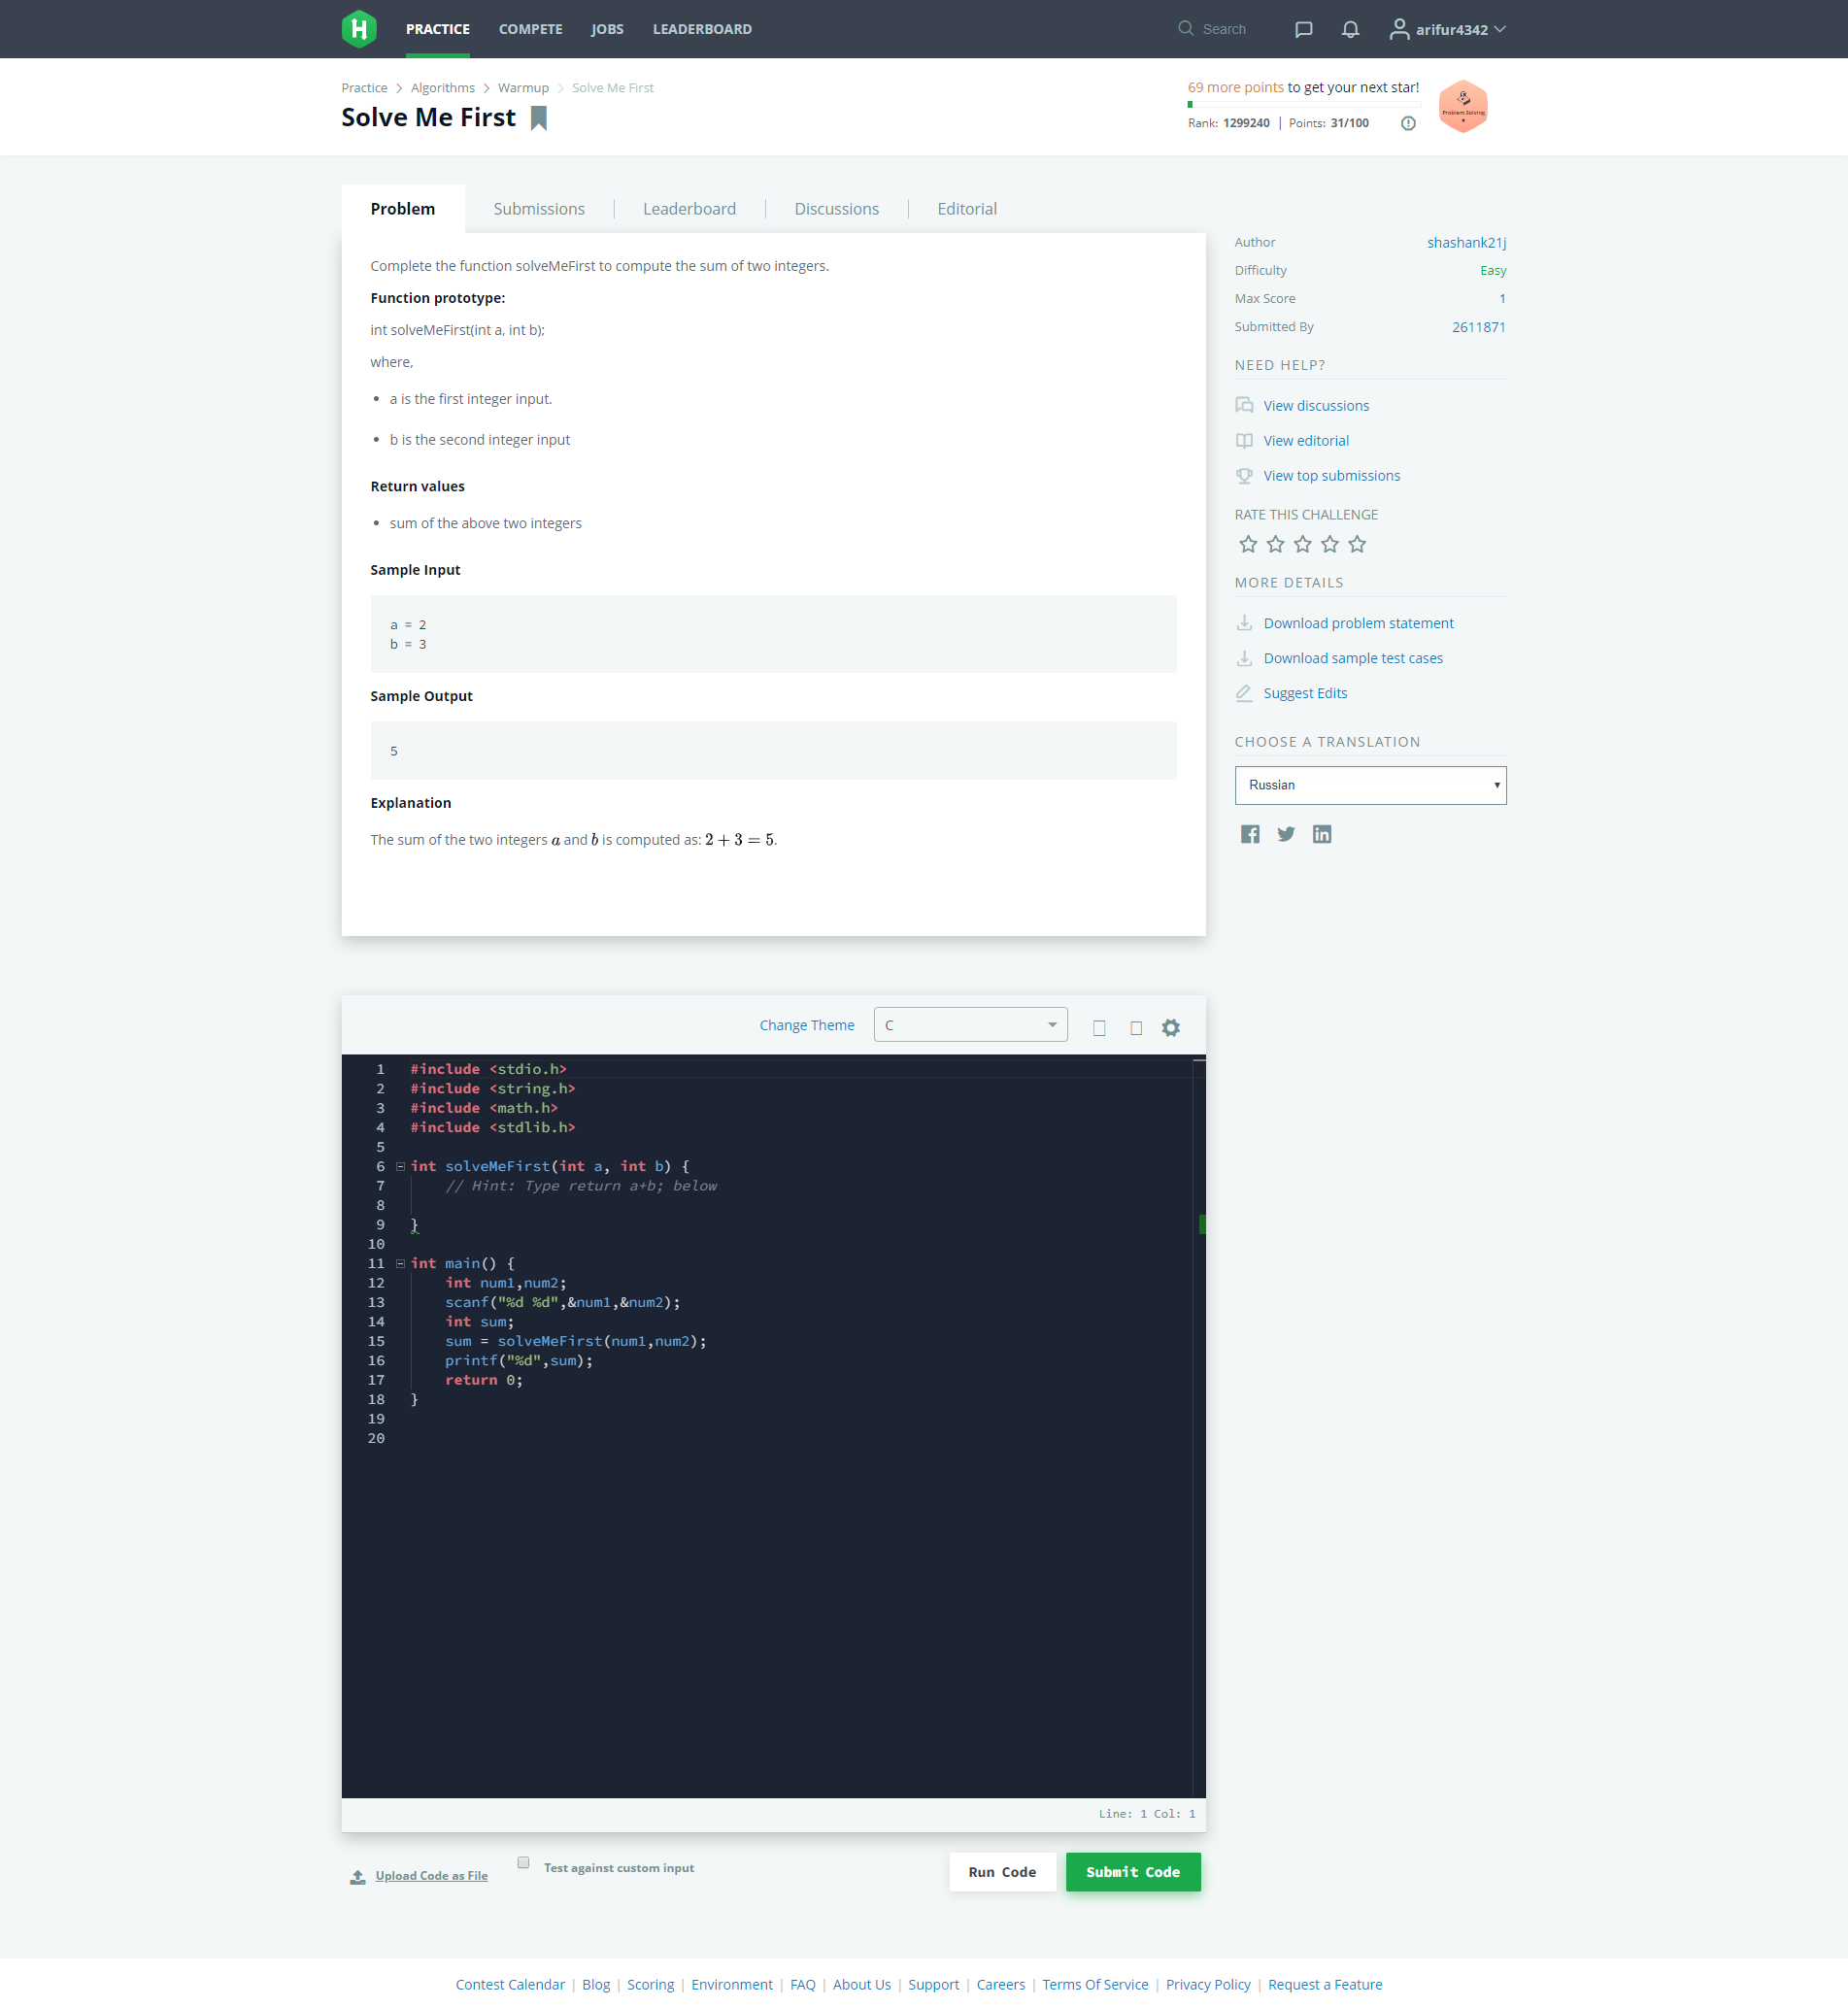 H PRACTICE COMPETE JOBS LEADERBOARD Search arifur4342
Practice > Algorithms > Warmup > Solve Me First
69 more points to get your next star!
Solve Me First
Rank: 1299240 | Points: 31/100
Problem Solving
Problem Submissions Leaderboard Discussions Editorial
Complete the function solveMeFirst to compute the sum of two integers.
Function prototype:
int solveMeFirst(int a, int b);
where,
• a is the first integer input.
• b is the second integer input
Return values
• sum of the above two integers
Sample Input
a = 2
b = 3
Sample Output
5
Explanation
The sum of the two integers a and b is computed as: 2 + 3 = 5.
Author shashank21j
Difficulty Easy
Max Score 1
Submitted By 2611871
NEED HELP?
View discussions
View editorial
View top submissions
RATE THIS CHALLENGE
MORE DETAILS
Download problem statement
Download sample test cases
Suggest Edits
CHOOSE A TRANSLATION
Russian
Change Theme C
1 #include <stdio.h>
2 #include <string.h>
3 #include <math.h>
4 #include <stdlib.h>
5
6 int solveMeFirst(int a, int b) {
7 // Hint: Type return a+b; below
8
9 }
10
11 int main() {
12 int num1,num2;
13 scanf("%d %d",&num1,&num2);
14 int sum;
15 sum = solveMeFirst(num1,num2);
16 printf("%d",sum);
17 return 0;
18 }
19
20
Line: 1 Col: 1
Upload Code as File Test against custom input Run Code Submit Code
Contest Calendar | Blog | Scoring | Environment | FAQ | About Us | Support | Careers | Terms Of Service | Privacy Policy | Request a Feature